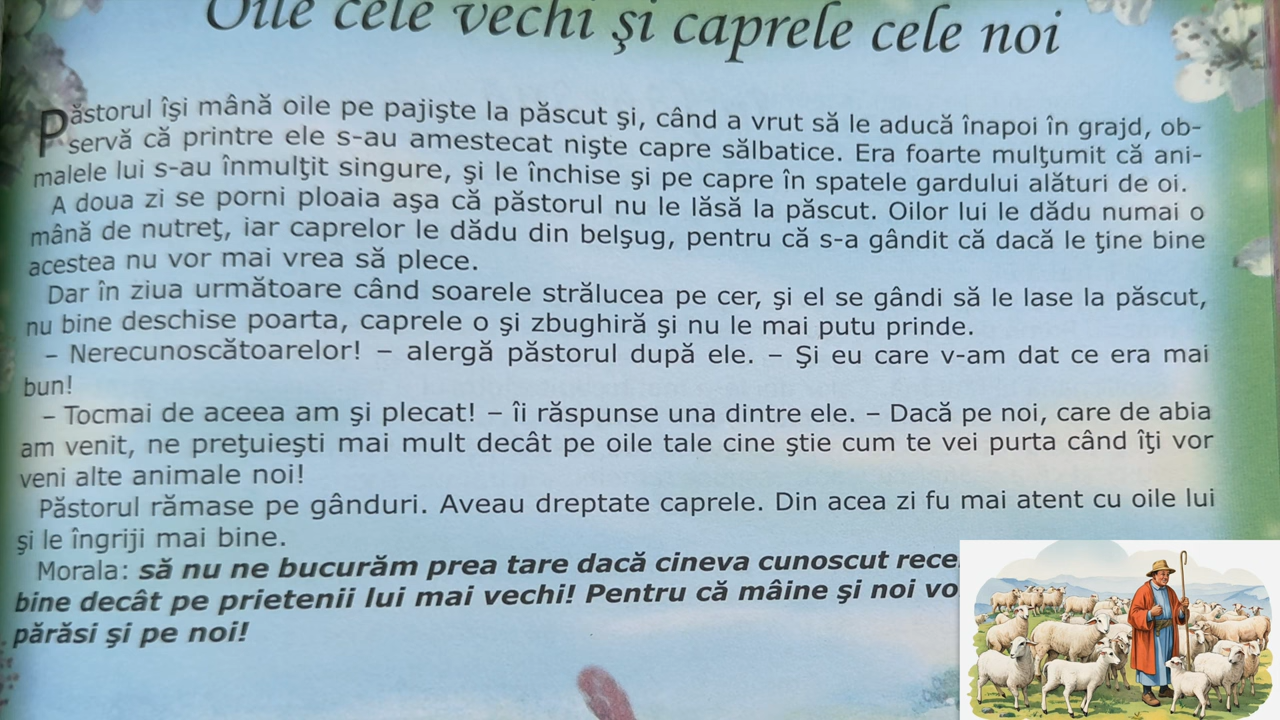 Oile cele vechi şi caprele cele noi
Păstorul îşi mână oile pe pajişte la păscut şi, când a vrut să le aducă înapoi în grajd, ob-
servă că printre ele s-au amestecat nişte capre sălbatice. Era foarte mulţumit că ani-
malele lui s-au înmulţit singure, şi le închise şi pe capre în spatele gardului alături de oi.
A doua zi se porni ploaia aşa că păstorul nu le lăsă la păscut. Oilor lui le dădu numai o
mână de nutreţ, iar caprelor le dădu din belşug, pentru că s-a gândit că dacă le ţine bine
acestea nu vor mai vrea să plece.
Dar în ziua următoare când soarele strălucea pe cer, şi el se gândi să le lase la păscut,
nu bine deschise poarta, caprele o şi zbughiră şi nu le mai putu prinde.
– Nerecunoscătoarelor! – alergă păstorul după ele. – Şi eu care v-am dat ce era mai
bun!
– Tocmai de aceea am şi plecat! – îi răspunse una dintre ele. – Dacă pe noi, care de abia
am venit, ne preţuieşti mai mult decât pe oile tale cine ştie cum te vei purta când îţi vor
veni alte animale noi!
Păstorul rămase pe gânduri. Aveau dreptate caprele. Din acea zi fu mai atent cu oile lui
şi le îngriji mai bine.
Morala: să nu ne bucurăm prea tare dacă cineva cunoscut
bine decât pe prietenii lui mai vechi! Pentru că mâine şi noi
părăsi şi pe noi!